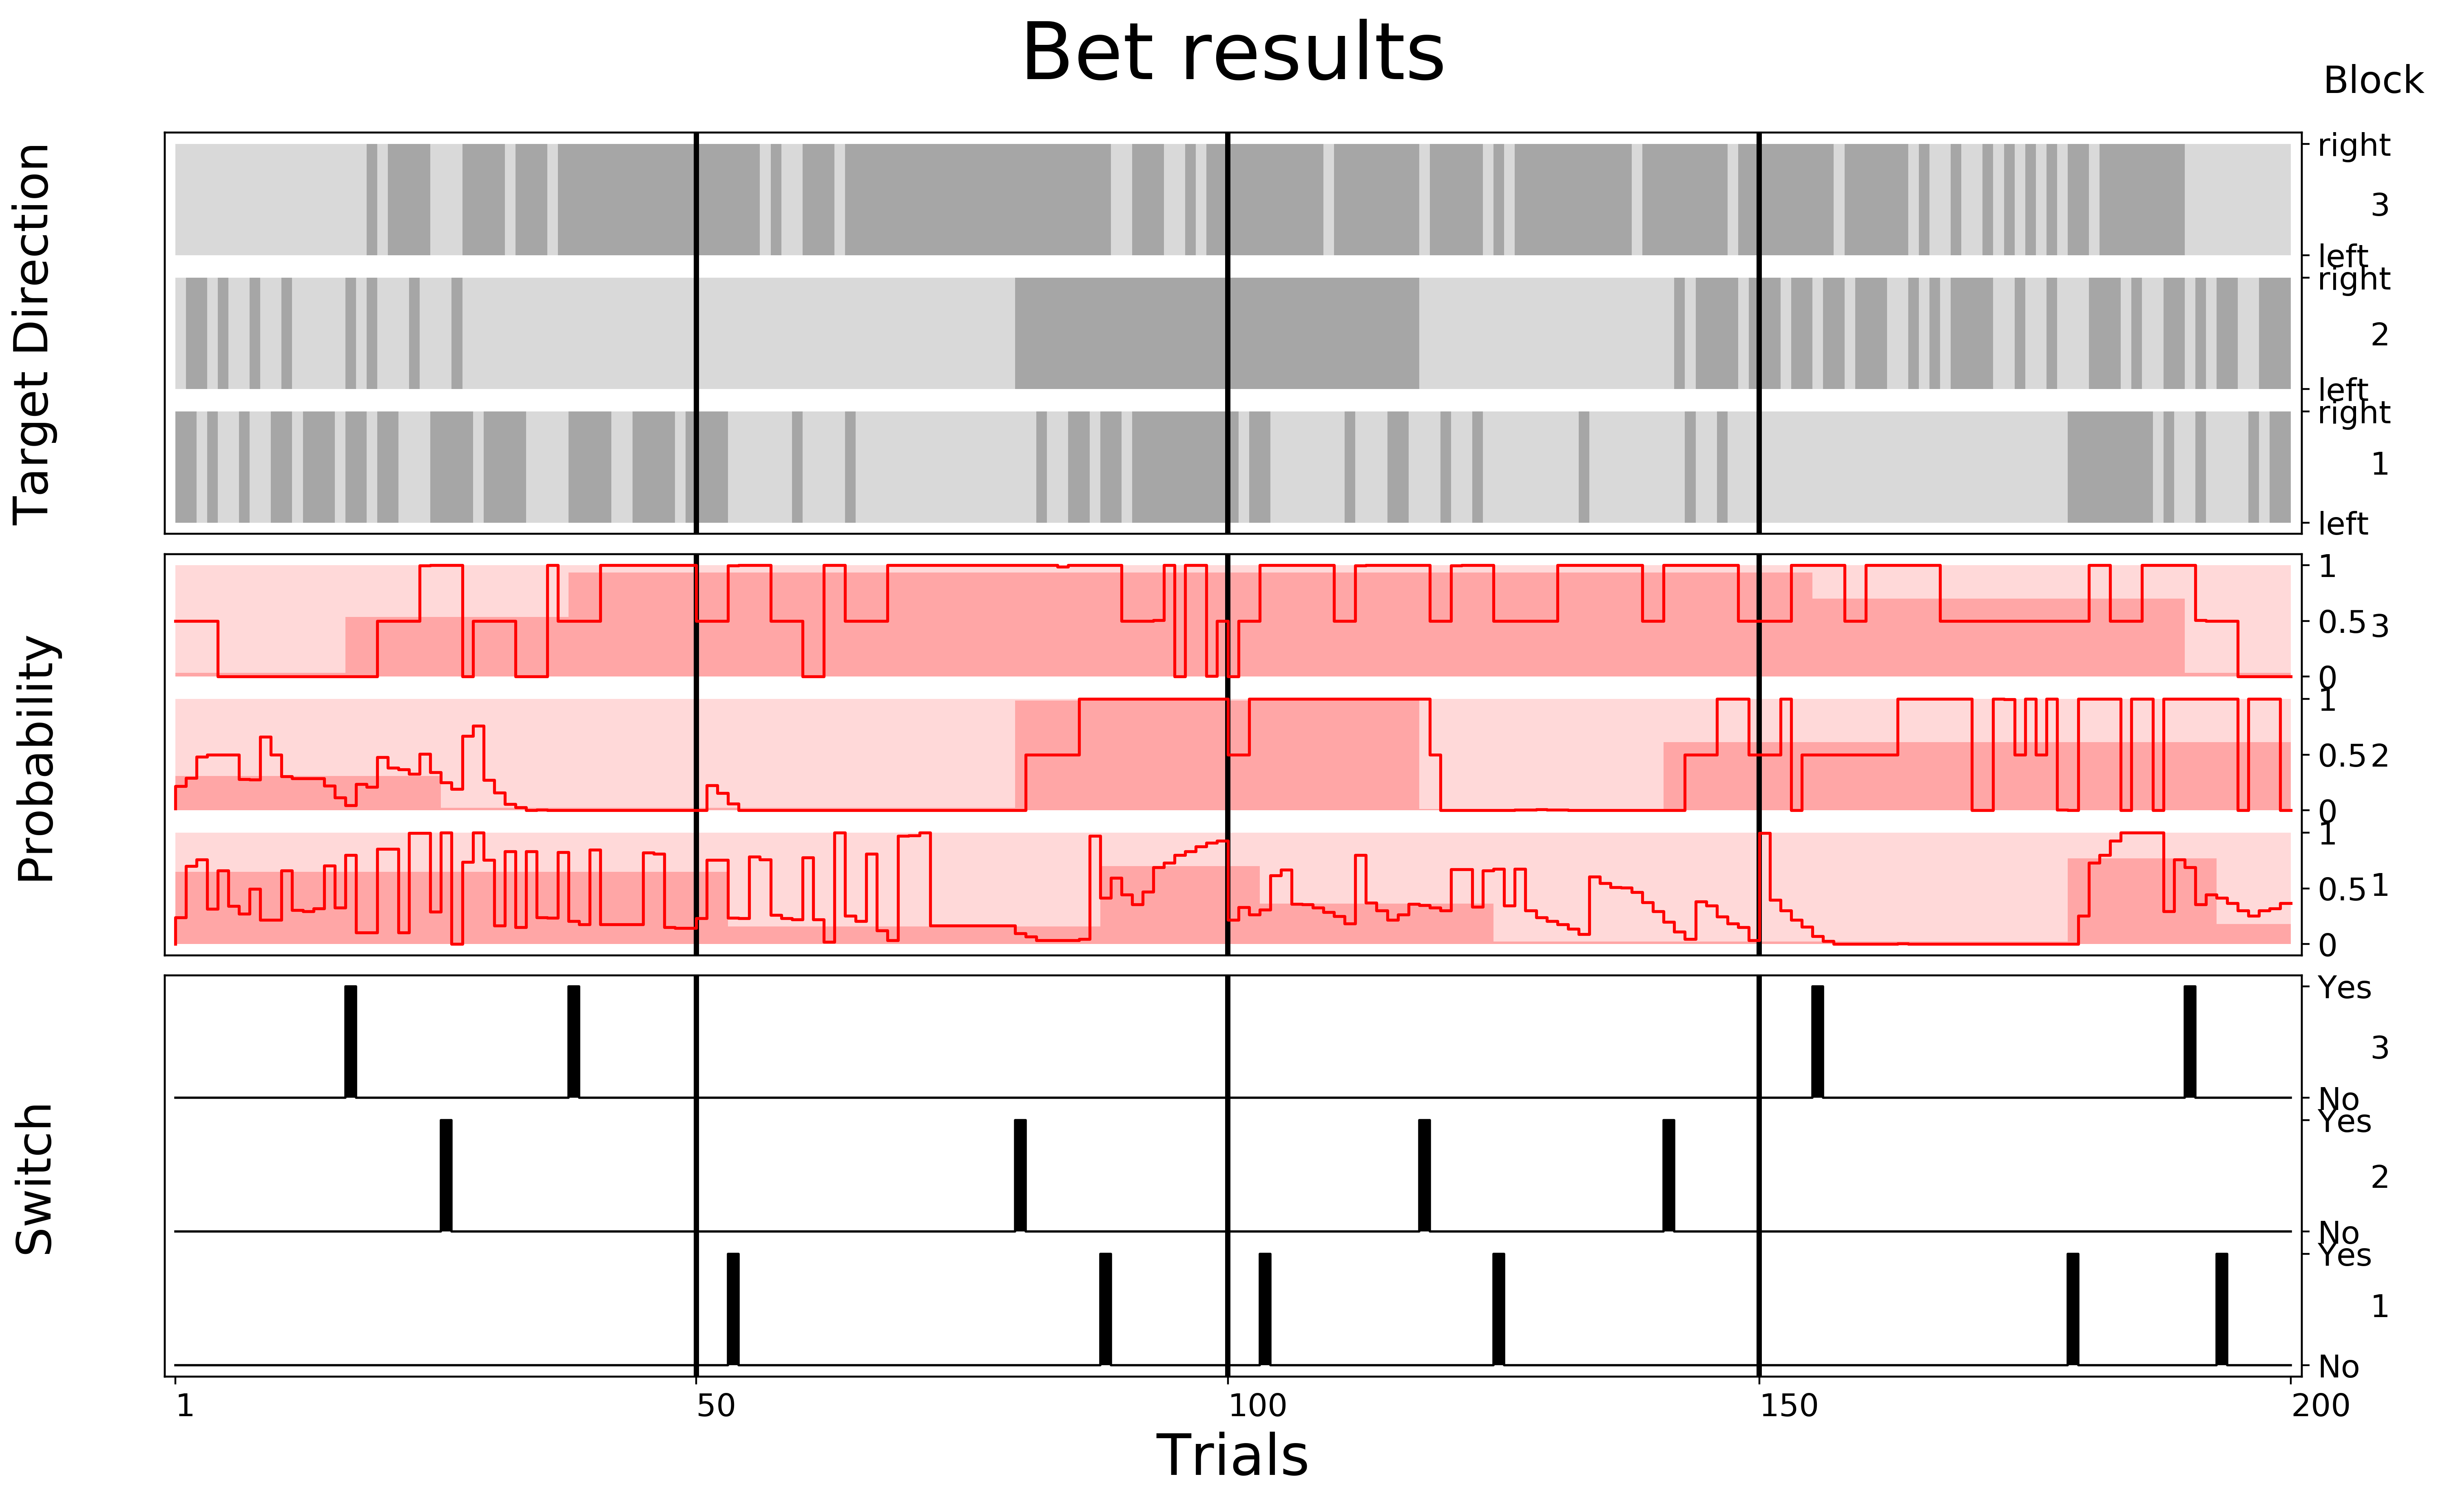 Bet results
Block
Target Direction
right
3
left
right
2
left
right
1
left
Probability
1
0.5 3
0
1
0.5 2
0
1
0.5 1
0
Switch
Yes
3
No
Yes
2
No
Yes
1
No
1 50 100 150 200
Trials